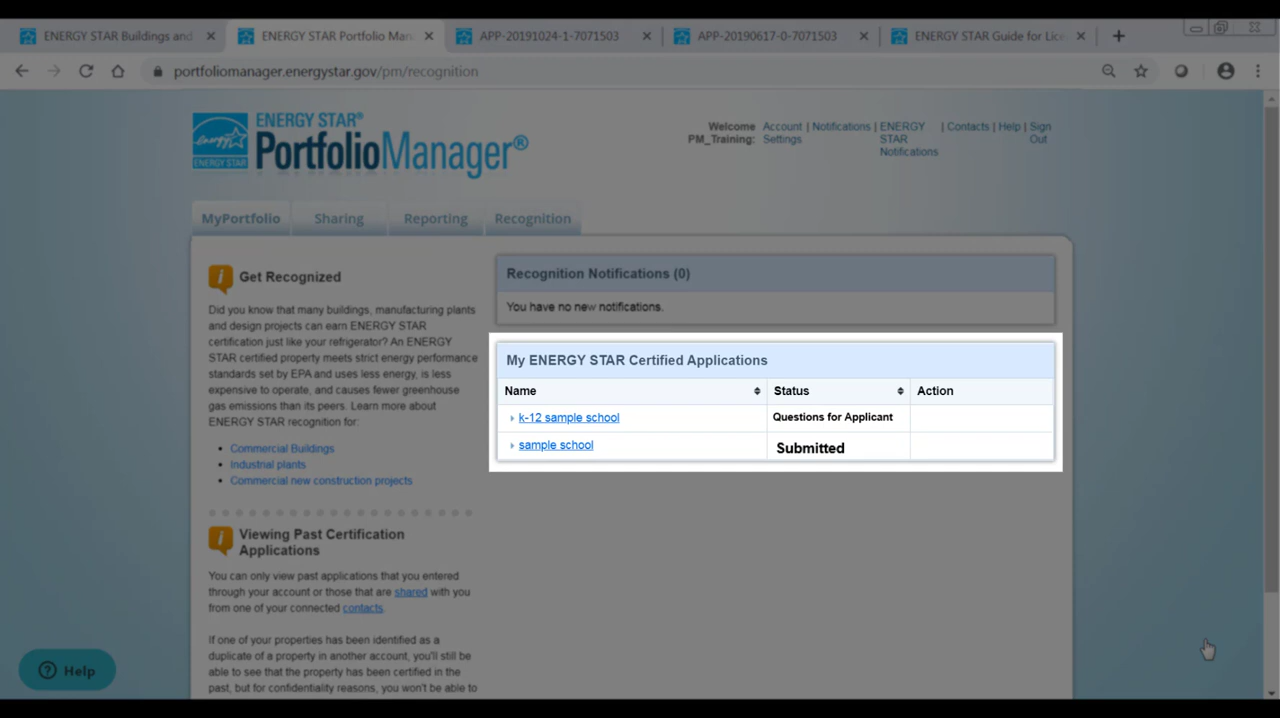 ENERGY STAR Buildings and
ENERGY STAR Portfolio Man
APP-20191024-1-7071503
APP-20190617-0-7071503
ENERGY STAR Guide for Lice
portfoliomanager.energystar.gov/pm/recognition
ENERGY STAR
ENERGY STAR®
PortfolioManager®
Welcome PM_Training:
Account Settings | Notifications | ENERGY STAR Notifications | Contacts | Help | Sign Out
MyPortfolio
Sharing
Reporting
Recognition
Get Recognized
Did you know that many buildings, manufacturing plants
and design projects can earn ENERGY STAR
certification just like your refrigerator? An ENERGY
STAR certified property meets strict energy performance
standards set by EPA and uses less energy, is less
expensive to operate, and causes fewer greenhouse
gas emissions than its peers. Learn more about
ENERGY STAR recognition for:
Commercial Buildings
Industrial plants
Commercial new construction projects
Viewing Past Certification
Applications
You can only view past applications that you entered
through your account or those that are shared with you
from one of your connected contacts.
If one of your properties has been identified as a
duplicate of a property in another account, you'll still be
able to see that the property has been certified in the
past, but for confidentiality reasons, you won't be able to
Recognition Notifications (0)
You have no new notifications.
My ENERGY STAR Certified Applications
Name Status Action
k-12 sample school Questions for Applicant
sample school Submitted
Help